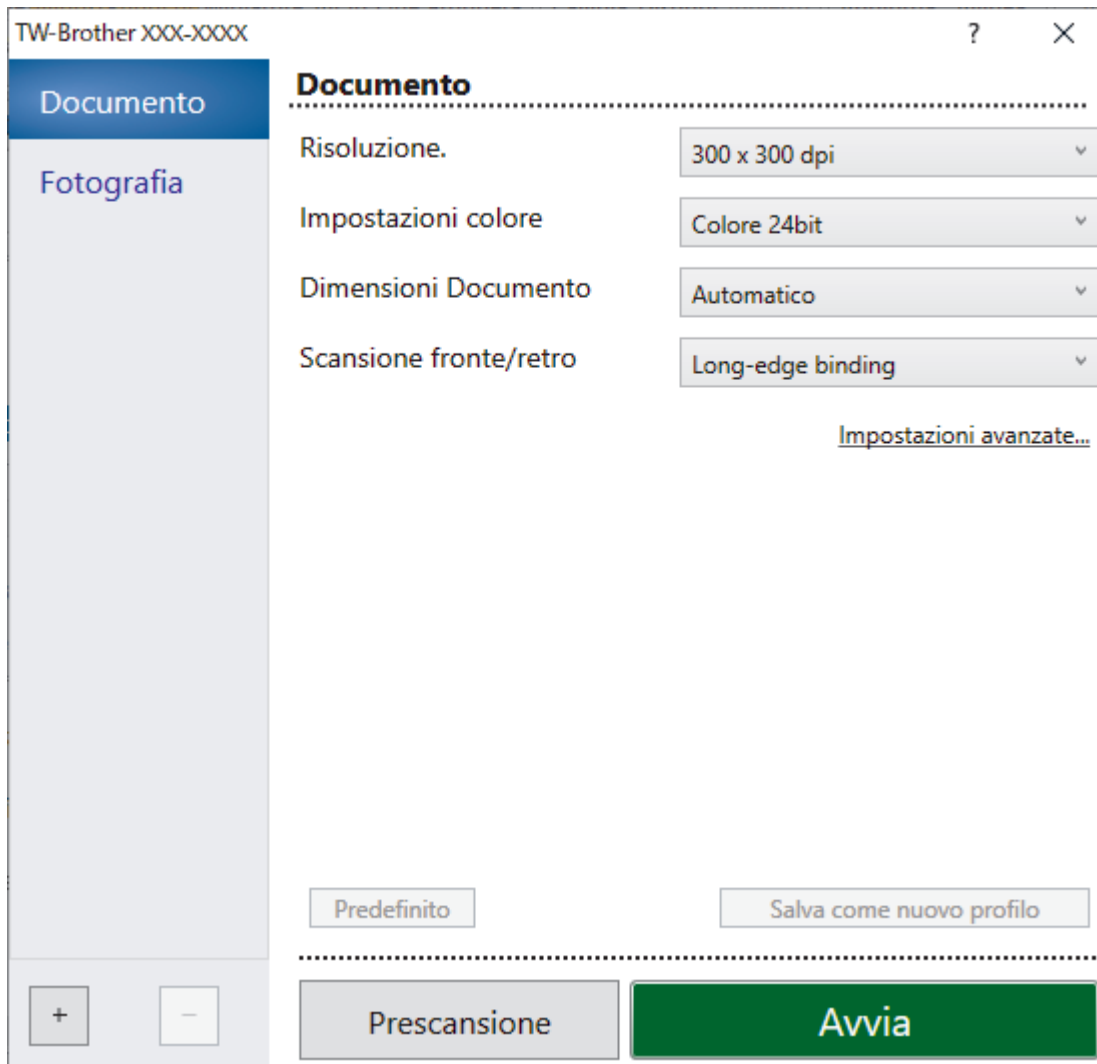 TW-Brother XXX-XXXX
?
Documento
Fotografia
Documento
Risoluzione.
300 x 300 dpi
Impostazioni colore
Colore 24bit
Dimensioni Documento
Automatico
Scansione fronte/retro
Long-edge binding
Impostazioni avanzate...
Predefinito
Salva come nuovo profilo
+
−
Prescansione
Avvia